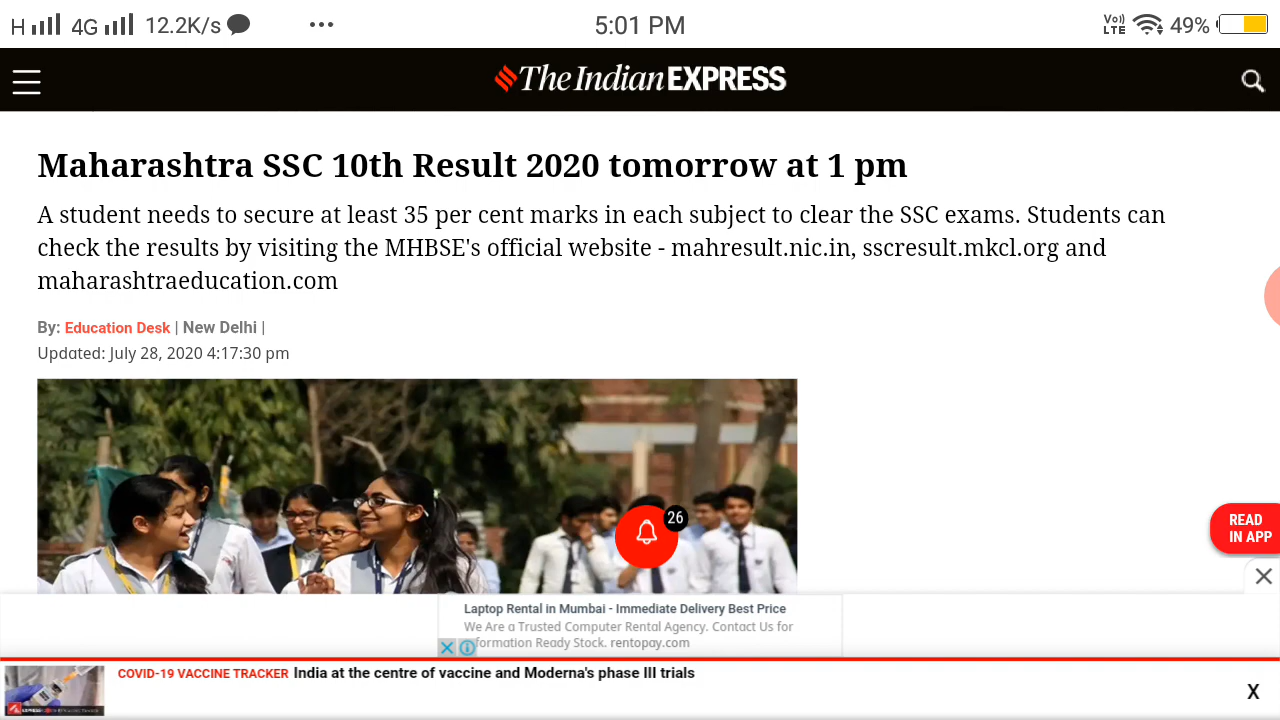 H 4G 12.2K/s ••• 5:01 PM Vo)) LTE 49%
The Indian EXPRESS
Maharashtra SSC 10th Result 2020 tomorrow at 1 pm
A student needs to secure at least 35 per cent marks in each subject to clear the SSC exams. Students can
check the results by visiting the MHBSE's official website - mahresult.nic.in, sscresult.mkcl.org and
maharashtraeducation.com
By: Education Desk | New Delhi |
Updated: July 28, 2020 4:17:30 pm
26
READ
IN APP
Laptop Rental in Mumbai - Immediate Delivery Best Price
We Are a Trusted Computer Rental Agency. Contact Us for
formation Ready Stock. rentopay.com
COVID-19 VACCINE TRACKER India at the centre of vaccine and Moderna's phase III trials
X